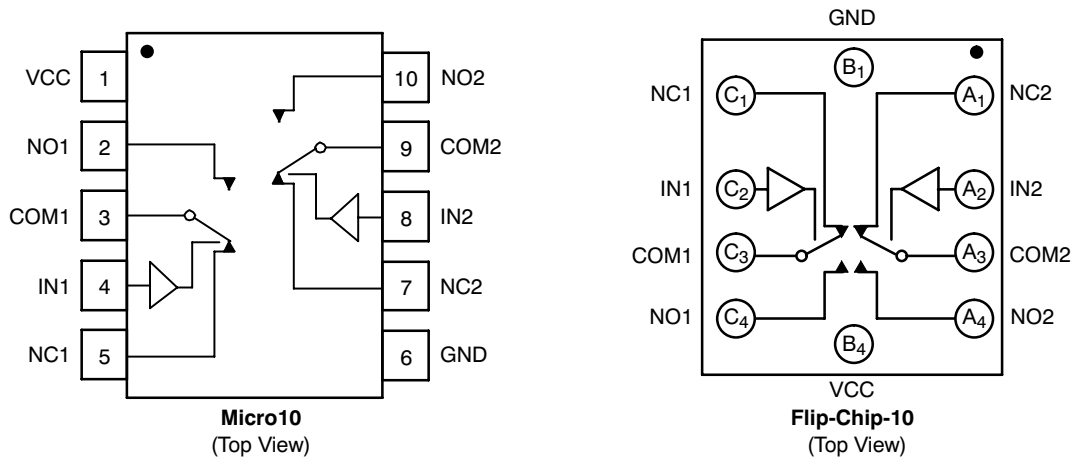 VCC 1
NO1 2
COM1 3
IN1 4
NC1 5
10 NO2
9 COM2
8 IN2
7 NC2
6 GND
Micro10
(Top View)
GND
B1
NC1 C1
A1 NC2
IN1 C2
A2 IN2
COM1 C3
A3 COM2
NO1 C4
A4 NO2
B4
VCC
Flip-Chip-10
(Top View)